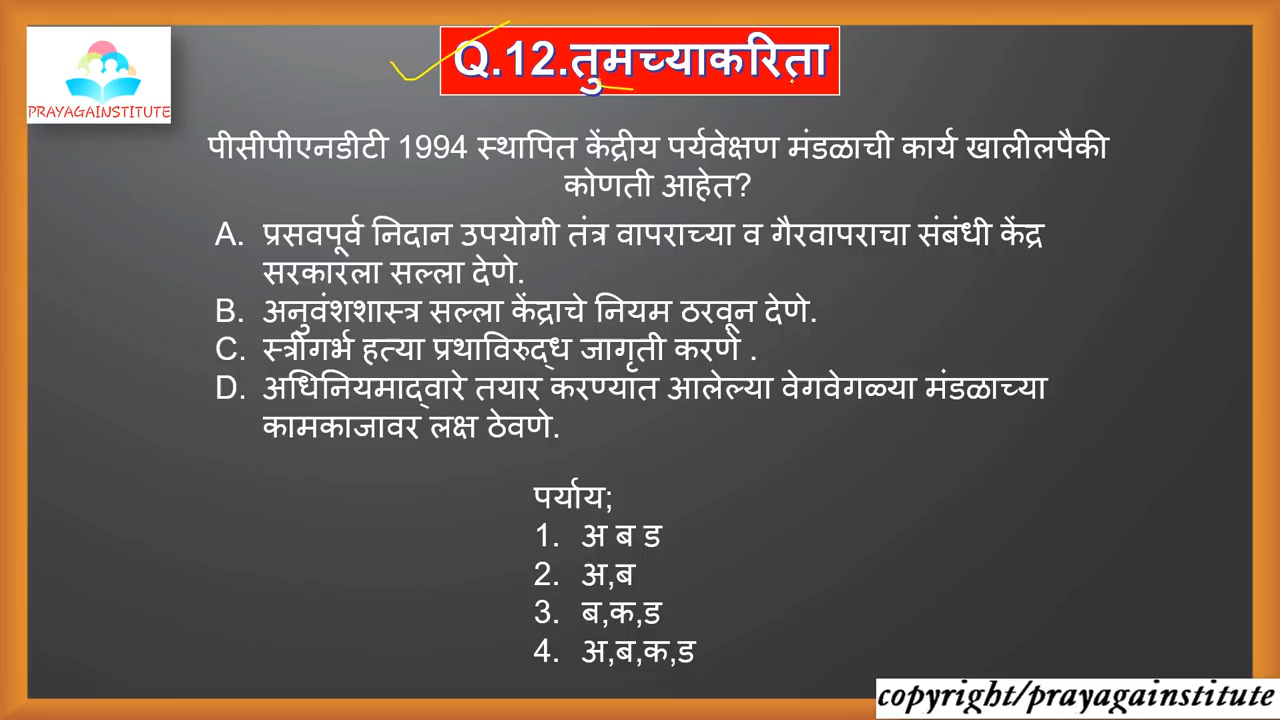 PRAYAGAINSTITUTE
Q.12.तुमच्याकरिता
पीसीपीएनडीटी 1994 स्थापित केंद्रीय पर्यवेक्षण मंडळाची कार्य खालीलपैकी
कोणती आहेत?
A. प्रसवपूर्व निदान उपयोगी तंत्र वापराच्या व गैरवापराचा संबंधी केंद्र
सरकारला सल्ला देणे.
B. अनुवंशशास्त्र सल्ला केंद्राचे नियम ठरवून देणे.
C. स्त्रीगर्भ हत्या प्रथाविरुद्ध जागृती करणे .
D. अधिनियमाद्वारे तयार करण्यात आलेल्या वेगवेगळ्या मंडळाच्या
कामकाजावर लक्ष ठेवणे.
पर्याय;
1. अ ब ड
2. अ,ब
3. ब,क,ड
4. अ,ब,क,ड
copyright/prayagainstitute